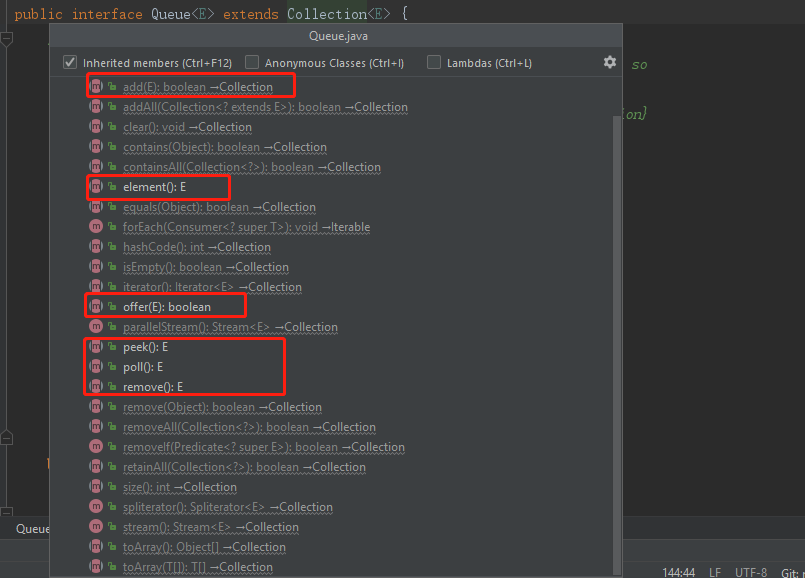 public interface Queue<E> extends Collection<E> {
Queue.java
Inherited members (Ctrl+F12) Anonymous Classes (Ctrl+I) Lambdas (Ctrl+L)
so
add(E): boolean →Collection
addAll(Collection<? extends E>): boolean →Collection
ion}
clear(): void →Collection
contains(Object): boolean →Collection
containsAll(Collection<?>): boolean →Collection
element(): E
equals(Object): boolean →Collection
forEach(Consumer<? super T>): void →Iterable
hashCode(): int →Collection
isEmpty(): boolean →Collection
iterator(): Iterator<E> →Collection
offer(E): boolean
parallelStream(): Stream<E> →Collection
peek(): E
poll(): E
remove(): E
remove(Object): boolean →Collection
removeAll(Collection<?>): boolean →Collection
removeIf(Predicate<? super E>): boolean →Collection
retainAll(Collection<?>): boolean →Collection
size(): int →Collection
spliterator(): Spliterator<E> →Collection
stream(): Stream<E> →Collection
Queue
toArray(): Object[] →Collection
toArray(T[]): T[] →Collection
144:44 LF UTF-8 Git: